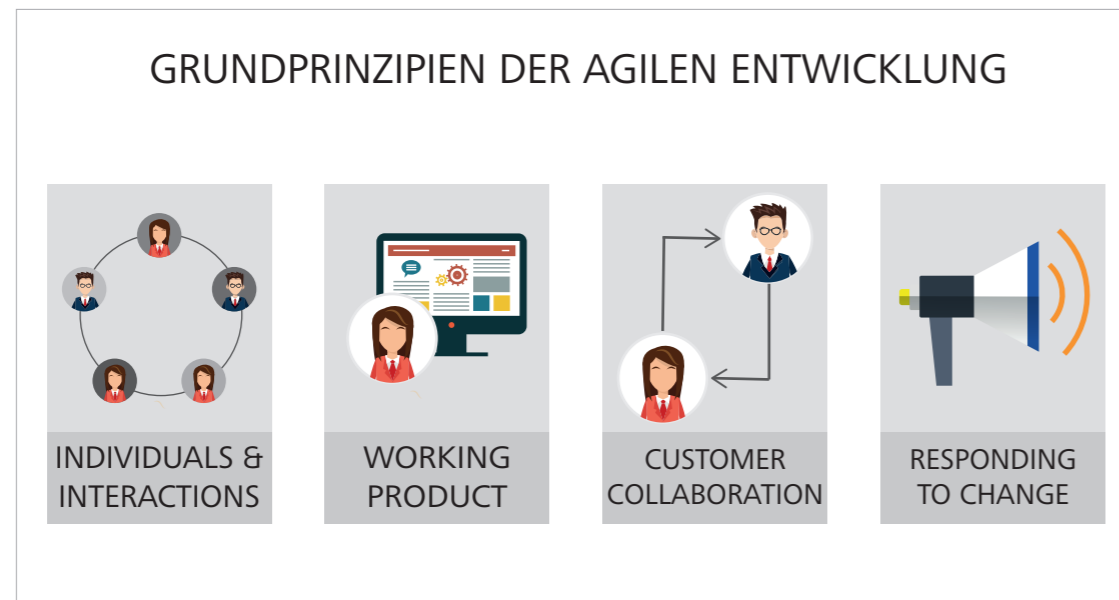 GRUNDPRINZIPIEN DER AGILEN ENTWICKLUNG
INDIVIDUALS &
INTERACTIONS
WORKING
PRODUCT
CUSTOMER
COLLABORATION
RESPONDING
TO CHANGE